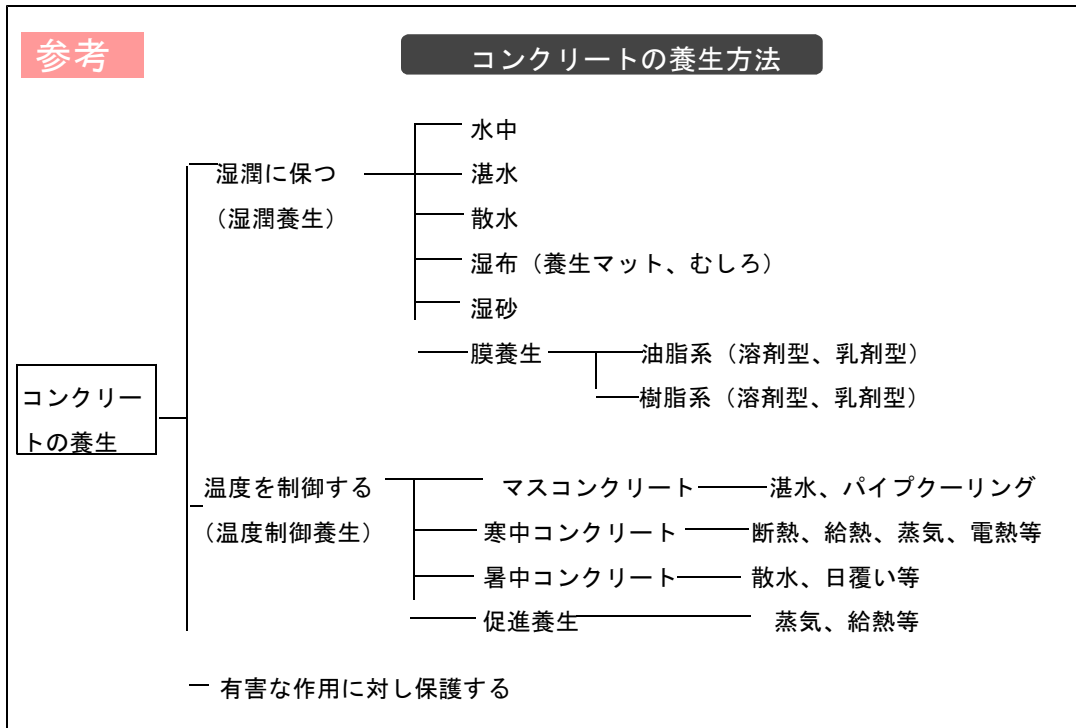 参考
コンクリートの養生方法
水中
湿潤に保つ
湛水
（湿潤養生）
散水
湿布（養生マット、むしろ）
湿砂
膜養生 油脂系（溶剤型、乳剤型）
樹脂系（溶剤型、乳剤型）
コンクリー
トの養生
温度を制御する
マスコンクリート 湛水、パイプクーリング
（温度制御養生）
寒中コンクリート 断熱、給熱、蒸気、電熱等
暑中コンクリート 散水、日覆い等
促進養生 蒸気、給熱等
有害な作用に対し保護する